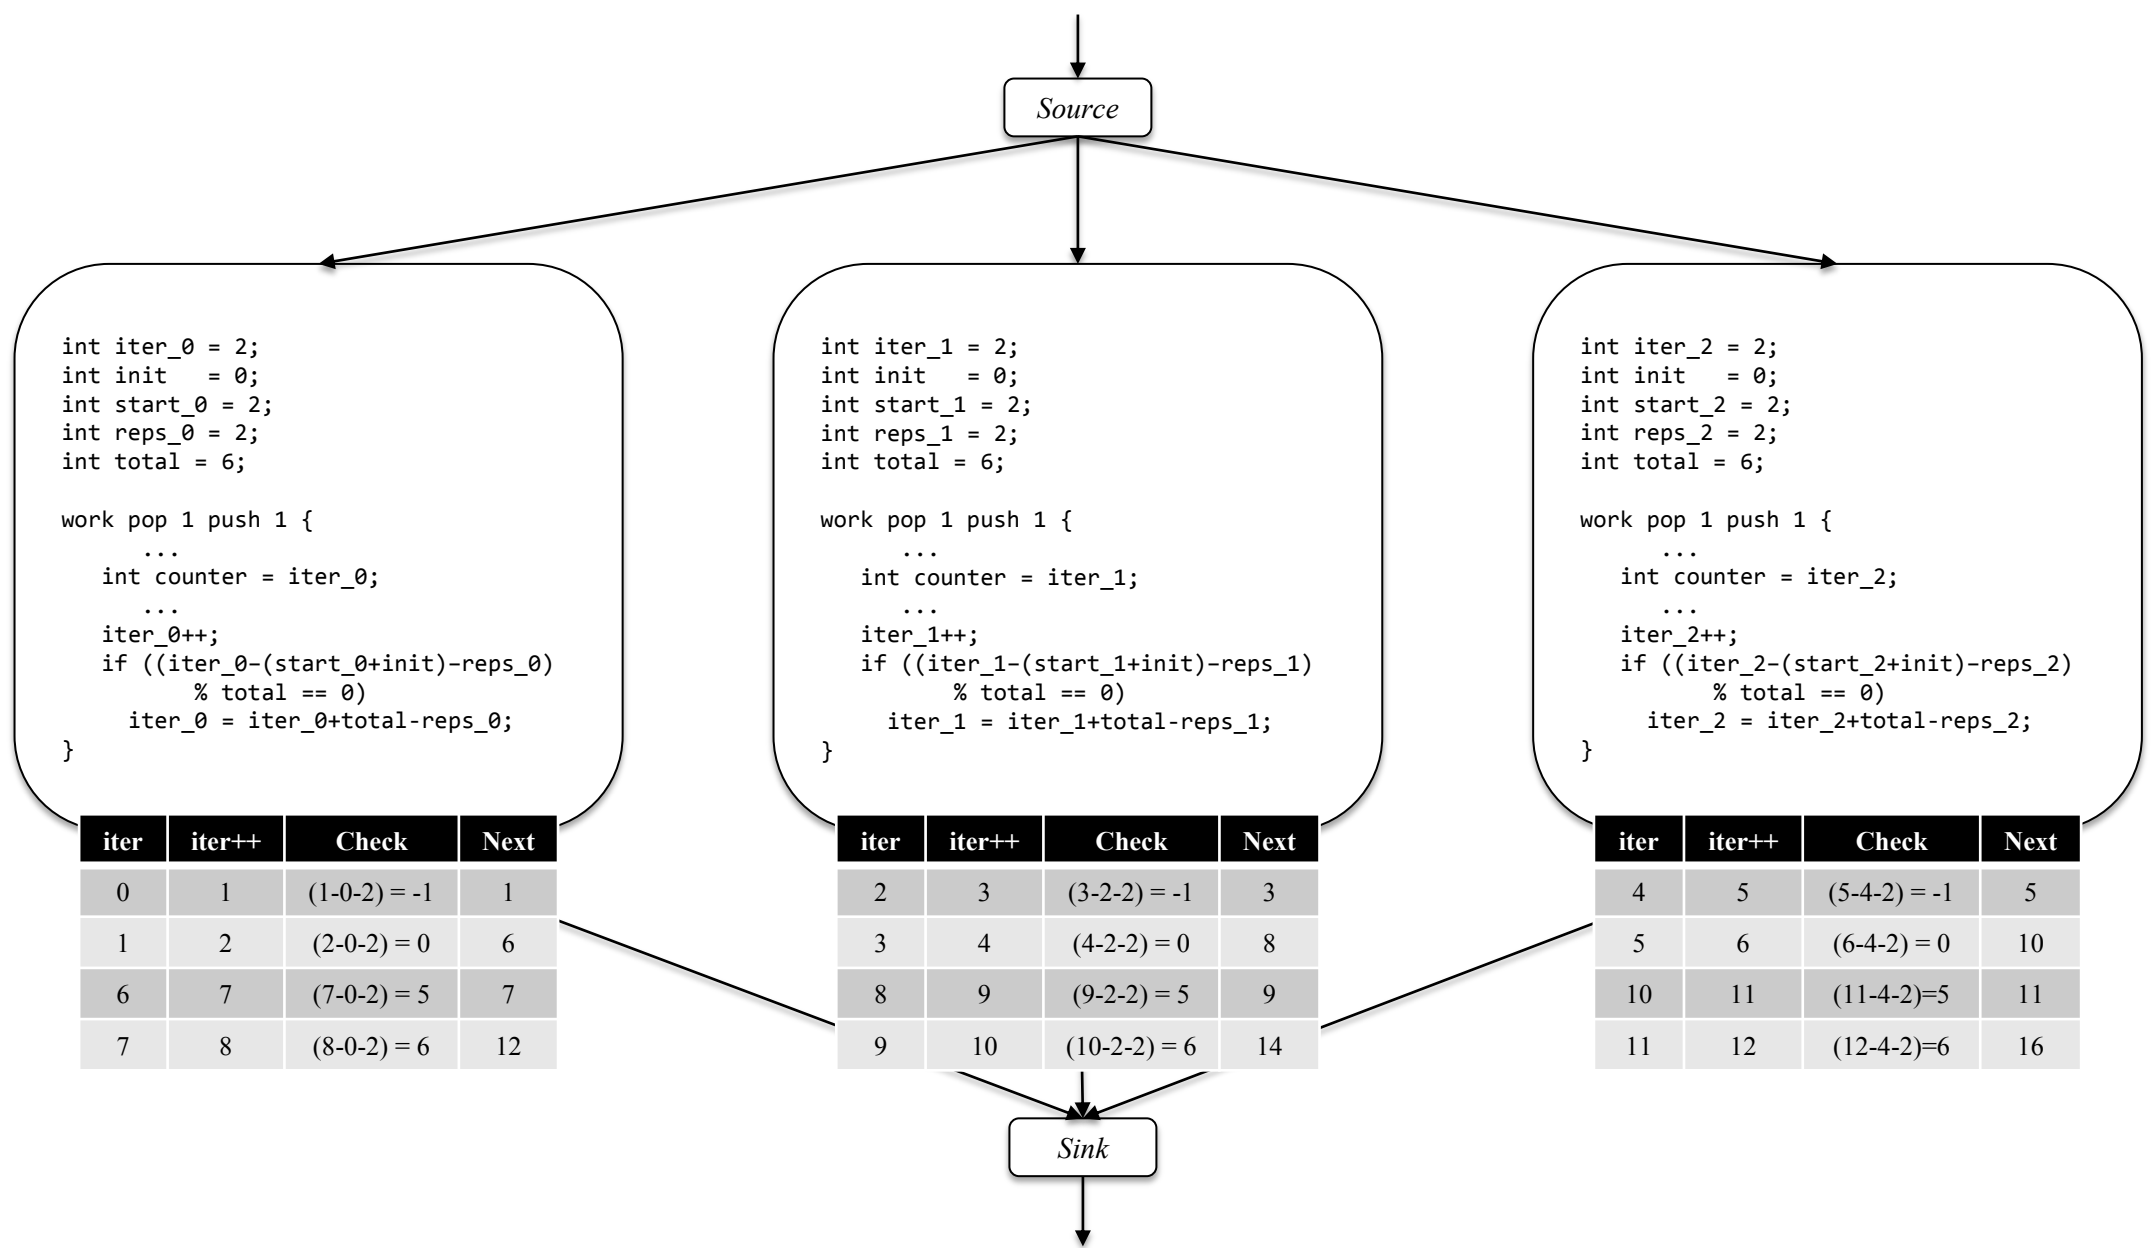 Source
int iter_0 = 2;
int init   = 0;
int start_0 = 2;
int reps_0 = 2;
int total = 6;
work pop 1 push 1 {
...
int counter = iter_0;
...
iter_0++;
if ((iter_0–(start_0+init)–reps_0)
% total == 0)
iter_0 = iter_0+total-reps_0;
}
iter iter++ Check Next
0 1 (1-0-2) = -1 1
1 2 (2-0-2) = 0 6
6 7 (7-0-2) = 5 7
7 8 (8-0-2) = 6 12
int iter_1 = 2;
int init   = 0;
int start_1 = 2;
int reps_1 = 2;
int total = 6;
work pop 1 push 1 {
...
int counter = iter_1;
...
iter_1++;
if ((iter_1–(start_1+init)–reps_1)
% total == 0)
iter_1 = iter_1+total-reps_1;
}
iter iter++ Check Next
2 3 (3-2-2) = -1 3
3 4 (4-2-2) = 0 8
8 9 (9-2-2) = 5 9
9 10 (10-2-2) = 6 14
int iter_2 = 2;
int init   = 0;
int start_2 = 2;
int reps_2 = 2;
int total = 6;
work pop 1 push 1 {
...
int counter = iter_2;
...
iter_2++;
if ((iter_2–(start_2+init)–reps_2)
% total == 0)
iter_2 = iter_2+total-reps_2;
}
iter iter++ Check Next
4 5 (5-4-2) = -1 5
5 6 (6-4-2) = 0 10
10 11 (11-4-2)=5 11
11 12 (12-4-2)=6 16
Sink